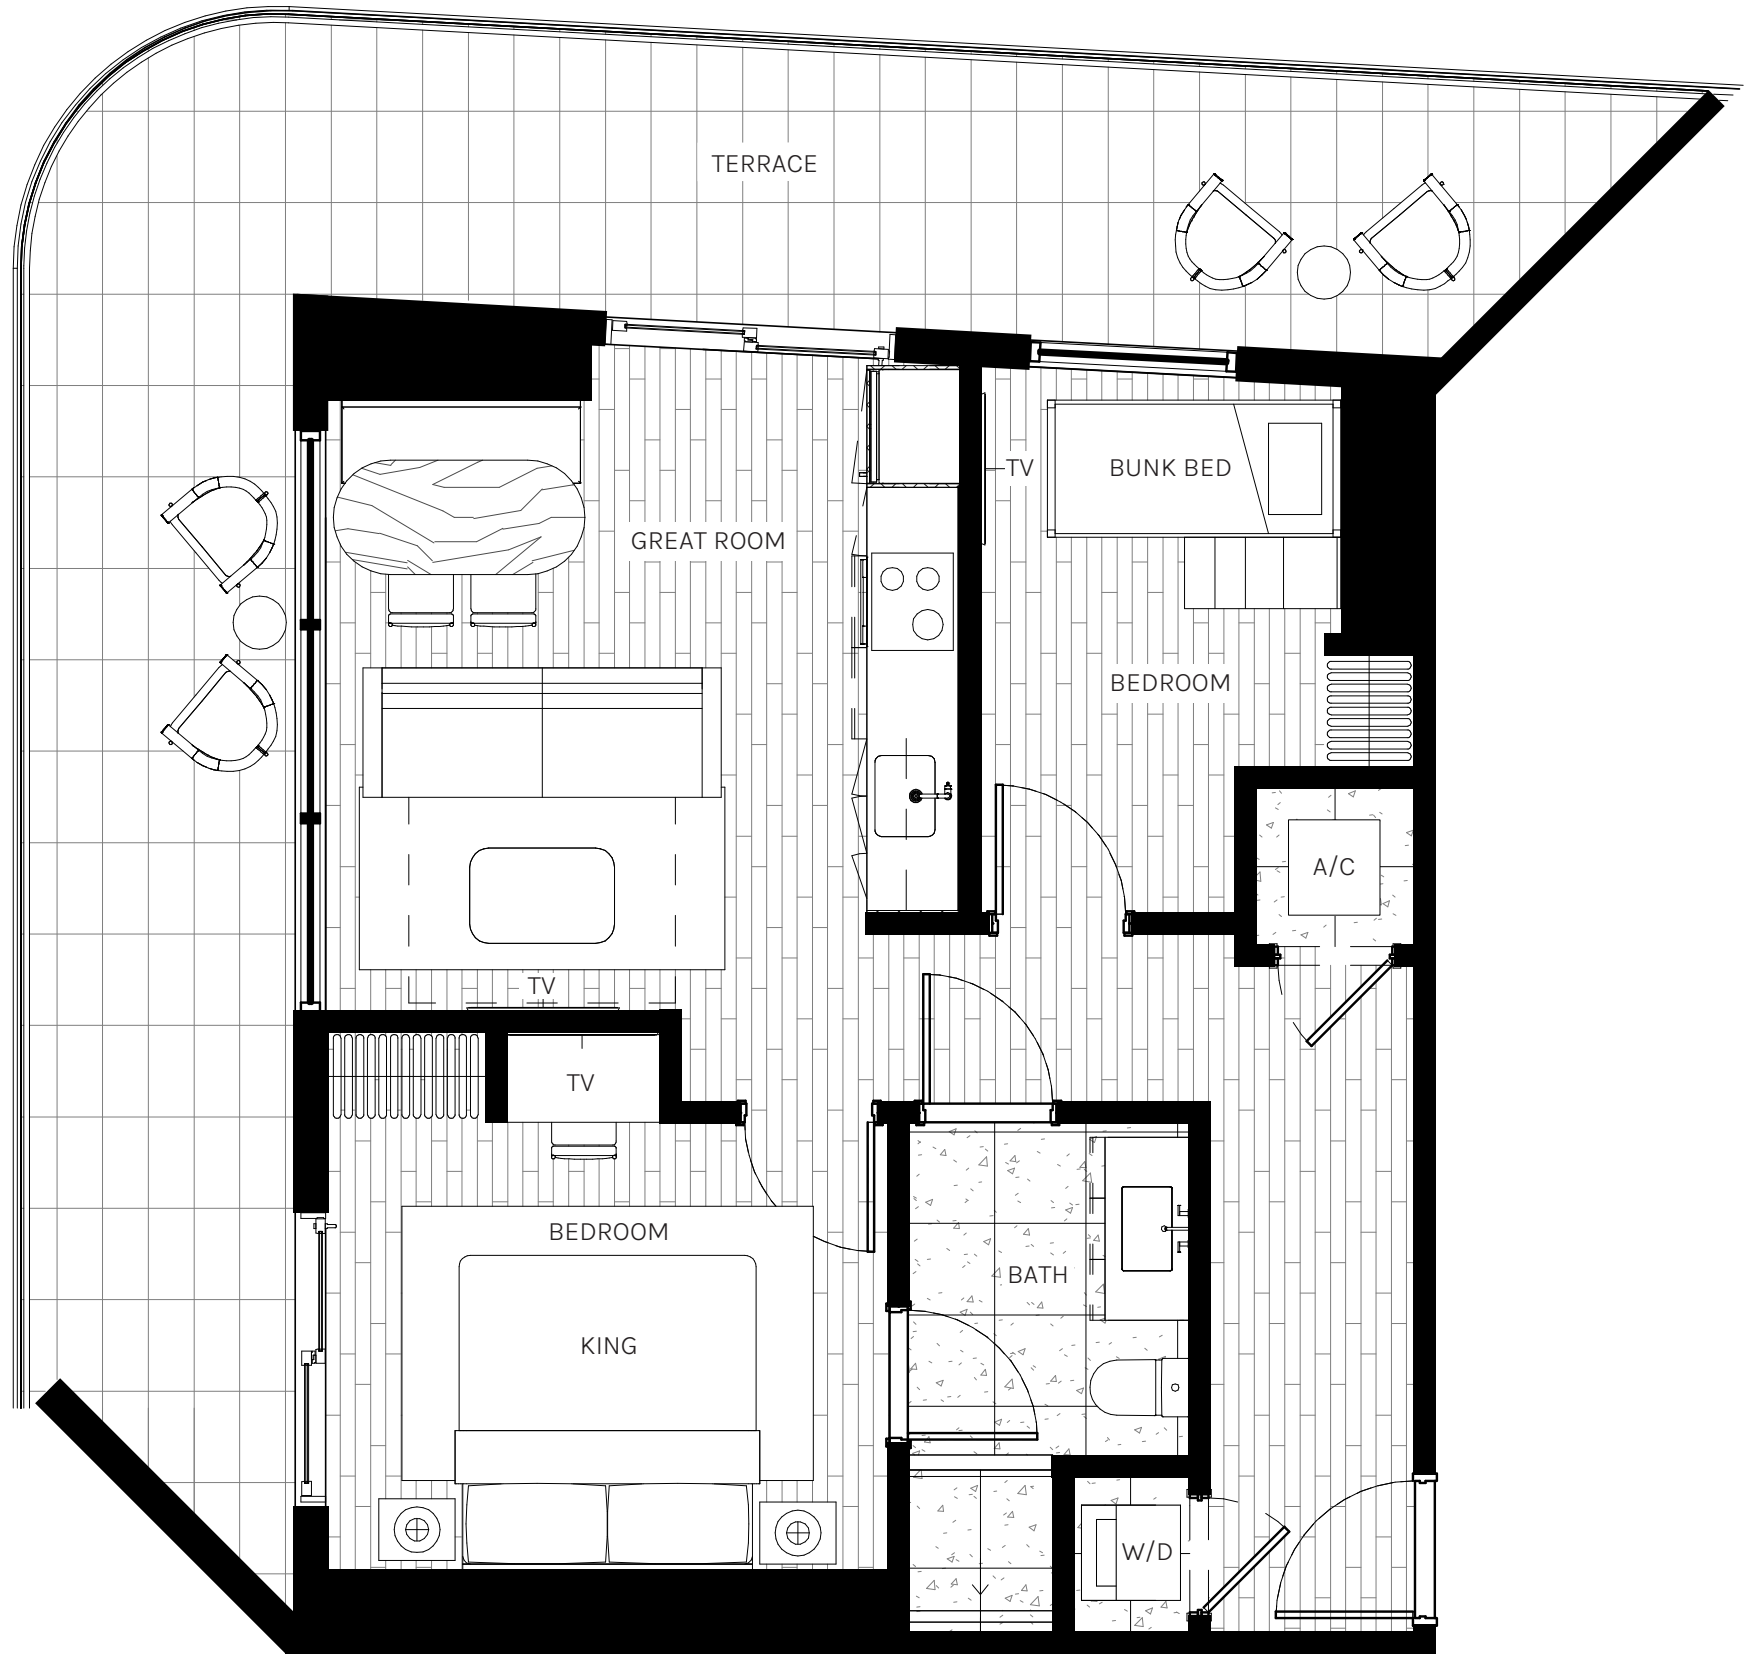 TERRACE
TV
BUNK BED
GREAT ROOM
BEDROOM
A/C
TV
TV
BEDROOM
BATH
KING
W/D